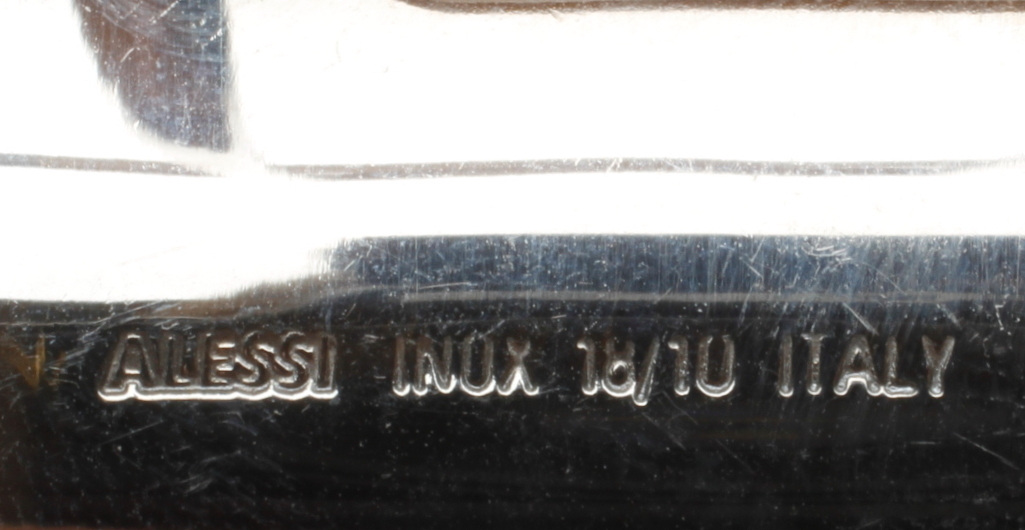 ALESSI INOX 18/10 ITALY